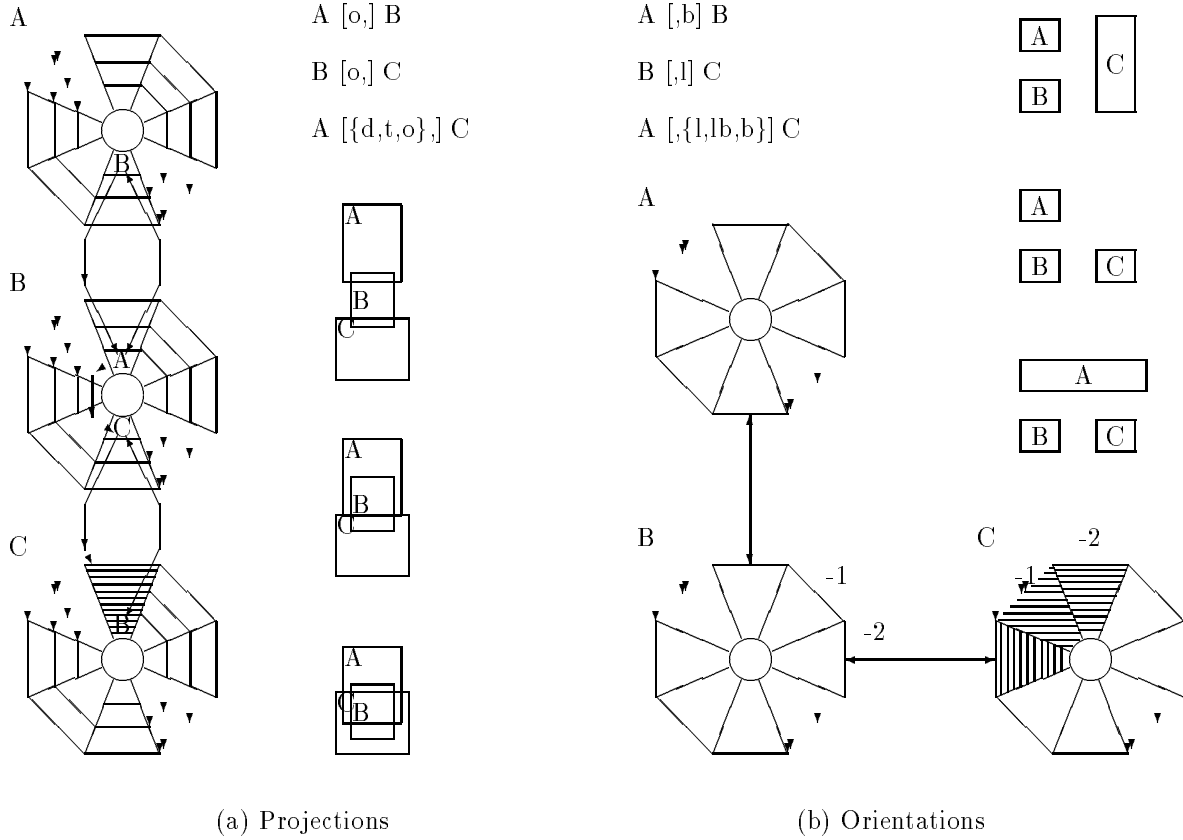 A
A [o,] B
B [o,] C
A [{d,t,o},] C
B
B
A
C
C
B
A
B
C
A
B
C
A
C
B
(a) Projections
A [,b] B
B [,l] C
A [,{l,lb,b}] C
A
C
B
A
A
B
C
A
B
C
B
C
-2
-1
-1
-2
(b) Orientations